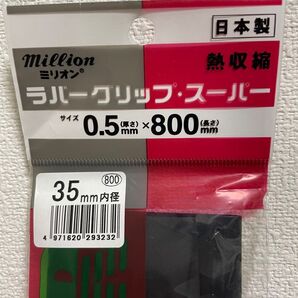 日本製
million
ミリオン®
熱収縮
ラバーグリップ・スーパー
サイズ 0.5mm(厚さ)×800mm(長さ)
800
35mm内径
4 971620 293232